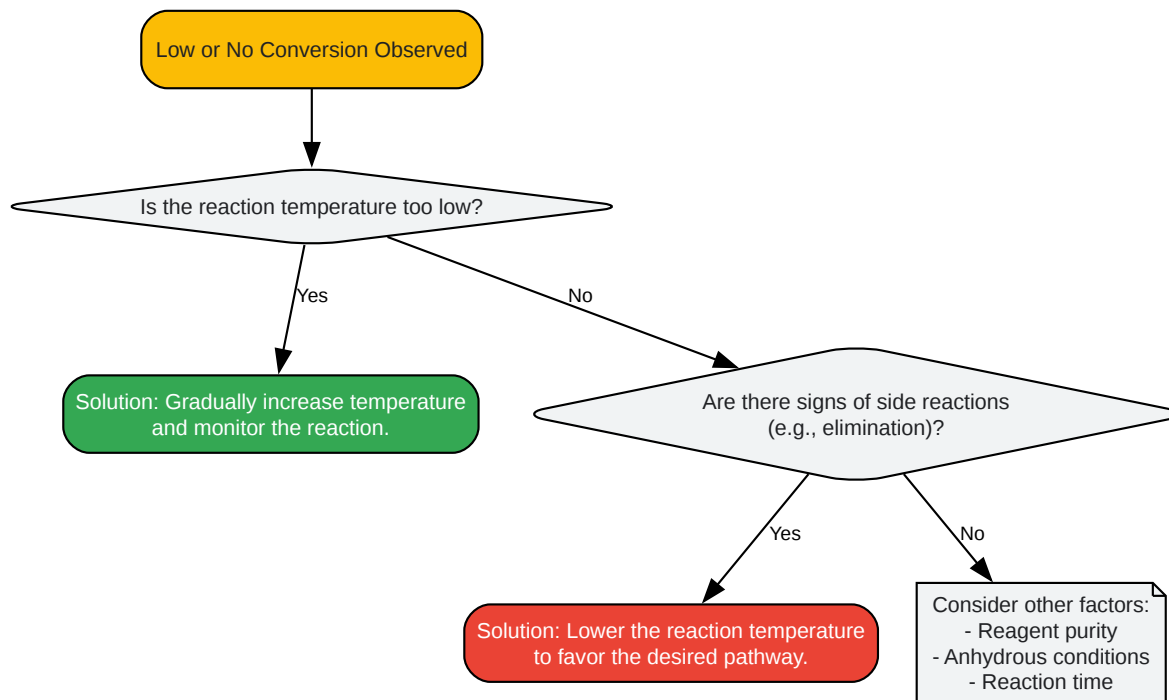 Low or No Conversion Observed
Is the reaction temperature too low?
Yes
No
Solution: Gradually increase temperature
and monitor the reaction.
Are there signs of side reactions
(e.g., elimination)?
Yes
No
Solution: Lower the reaction temperature
to favor the desired pathway.
Consider other factors:
- Reagent purity
- Anhydrous conditions
- Reaction time